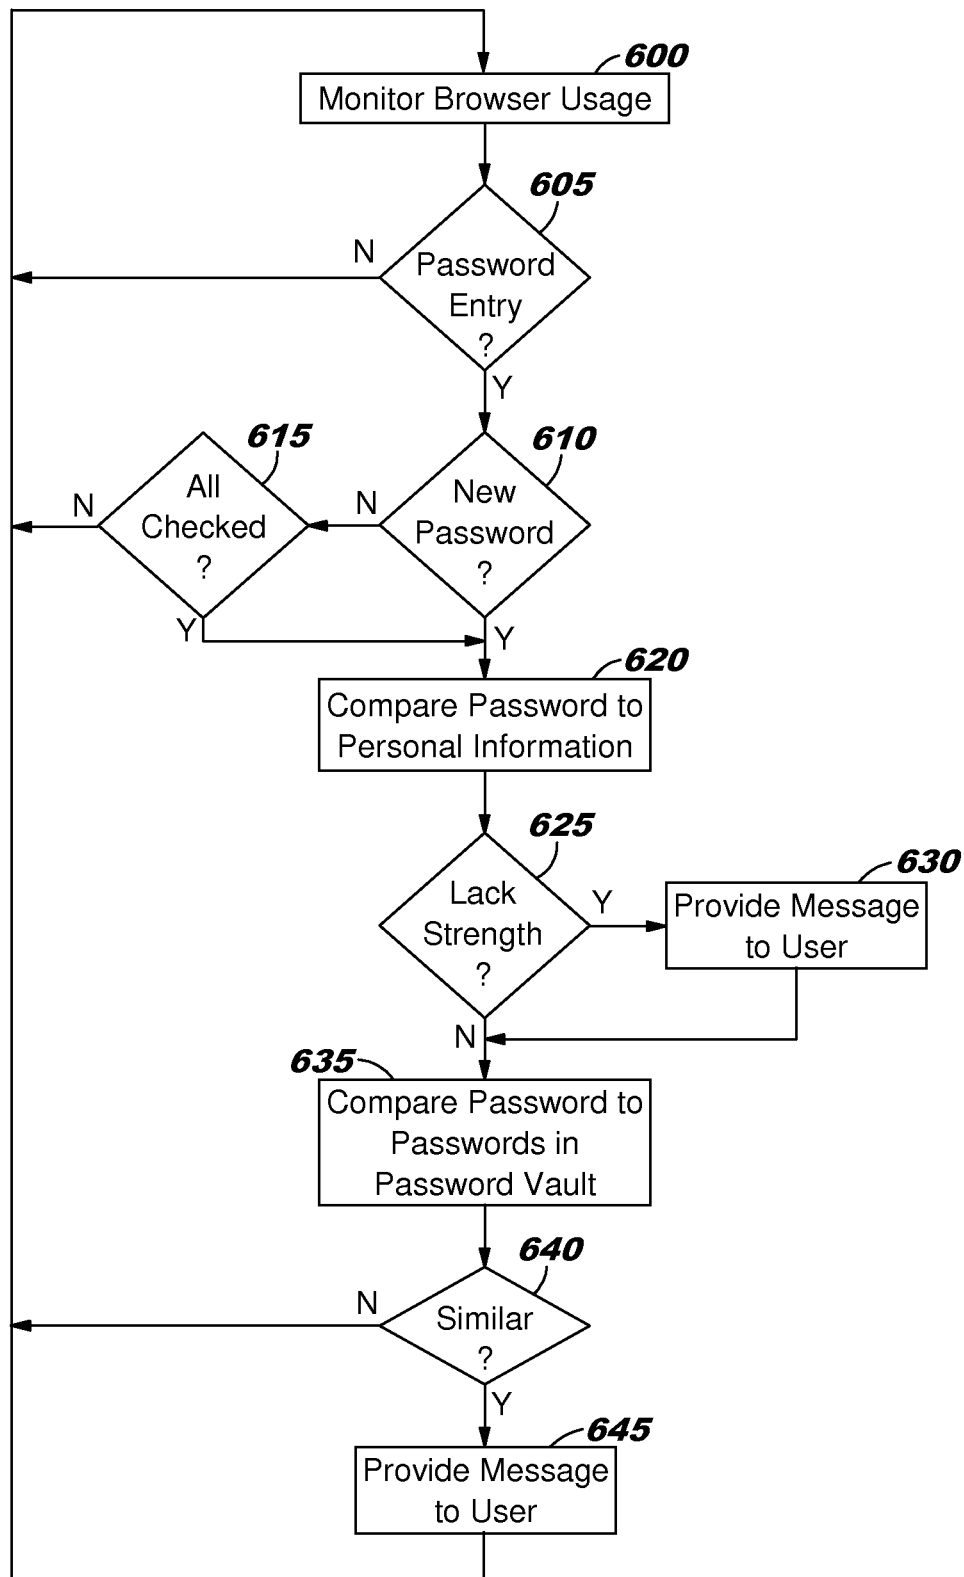 600
Monitor Browser Usage
605
N
Password
Entry
?
Y
615
610
N
All
Checked
?
N
New
Password
?
Y
Y
620
Compare Password to
Personal Information
625
630
Lack
Strength
?
Y
Provide Message
to User
N
635
Compare Password to
Passwords in
Password Vault
640
N
Similar
?
Y
645
Provide Message
to User